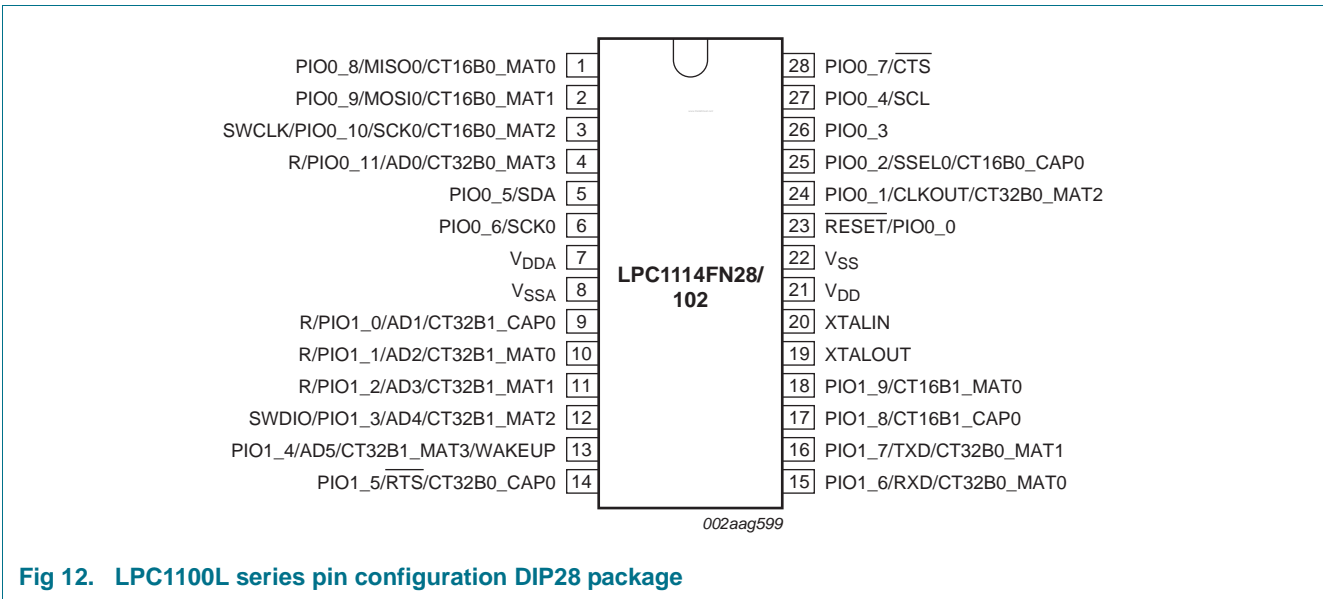 PIO0_8/MISO0/CT16B0_MAT0 1
PIO0_9/MOSI0/CT16B0_MAT1 2
SWCLK/PIO0_10/SCK0/CT16B0_MAT2 3
R/PIO0_11/AD0/CT32B0_MAT3 4
PIO0_5/SDA 5
PIO0_6/SCK0 6
VDDA 7
VSSA 8
R/PIO1_0/AD1/CT32B1_CAP0 9
R/PIO1_1/AD2/CT32B1_MAT0 10
R/PIO1_2/AD3/CT32B1_MAT1 11
SWDIO/PIO1_3/AD4/CT32B1_MAT2 12
PIO1_4/AD5/CT32B1_MAT3/WAKEUP 13
PIO1_5/RTS/CT32B0_CAP0 14
LPC1114FN28/
102
28 PIO0_7/CTS
27 PIO0_4/SCL
26 PIO0_3
25 PIO0_2/SSEL0/CT16B0_CAP0
24 PIO0_1/CLKOUT/CT32B0_MAT2
23 RESET/PIO0_0
22 VSS
21 VDD
20 XTALIN
19 XTALOUT
18 PIO1_9/CT16B1_MAT0
17 PIO1_8/CT16B1_CAP0
16 PIO1_7/TXD/CT32B0_MAT1
15 PIO1_6/RXD/CT32B0_MAT0
002aag599
Fig 12. LPC1100L series pin configuration DIP28 package